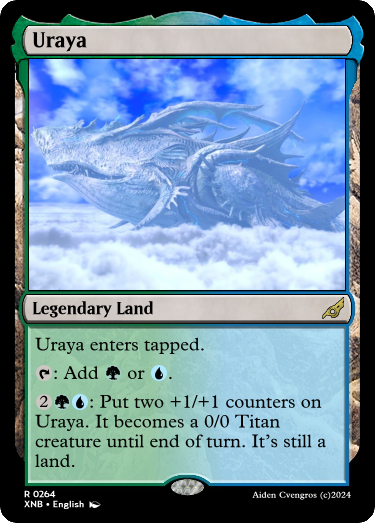 Uraya
Legendary Land
Uraya enters tapped.
: Add or .
2 : Put two +1/+1 counters on
Uraya. It becomes a 0/0 Titan
creature until end of turn. It's still a
land.
R 0264
XNB • English
Aiden Cvengros (c)2024